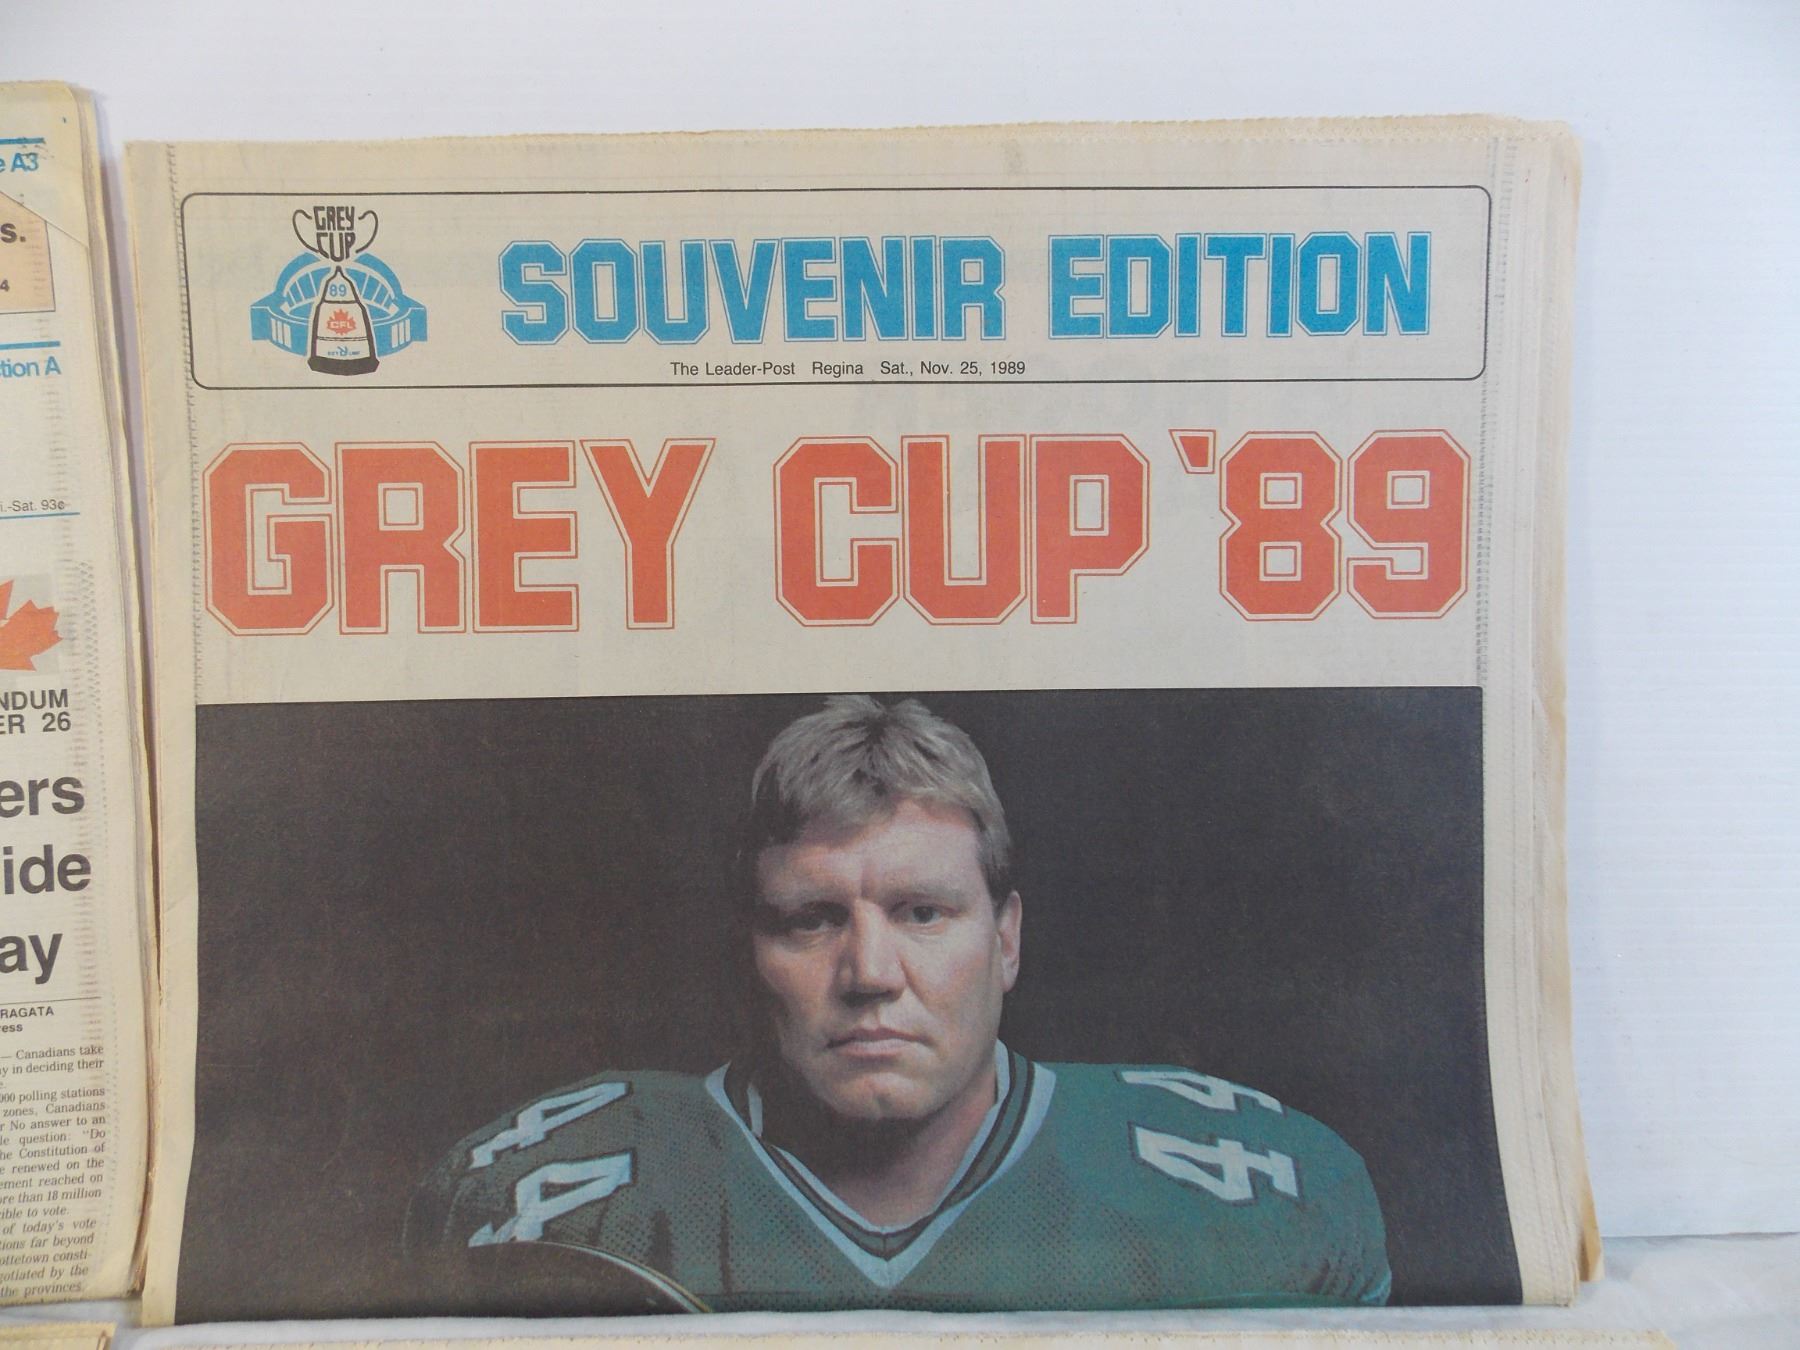 e A3
s.
4
tion A
i.-Sat. 93¢
NDUM
ER 26
ers
ide
ay
RAGATA
ress
— Canadians take
y in deciding their
e.
000 polling stations
zones, Canadians
r No answer to an
le question: "Do
he Constitution of
e renewed on the
ement reached on
ore than 18 million
ible to vote.
of today's vote
tions far beyond
ottetown consti-
gotiated by the
the provinces.
GREY
CUP
89
CFL
SOUVENIR EDITION
The Leader-Post Regina Sat., Nov. 25, 1989
GREY CUP '89
44
44
44
44